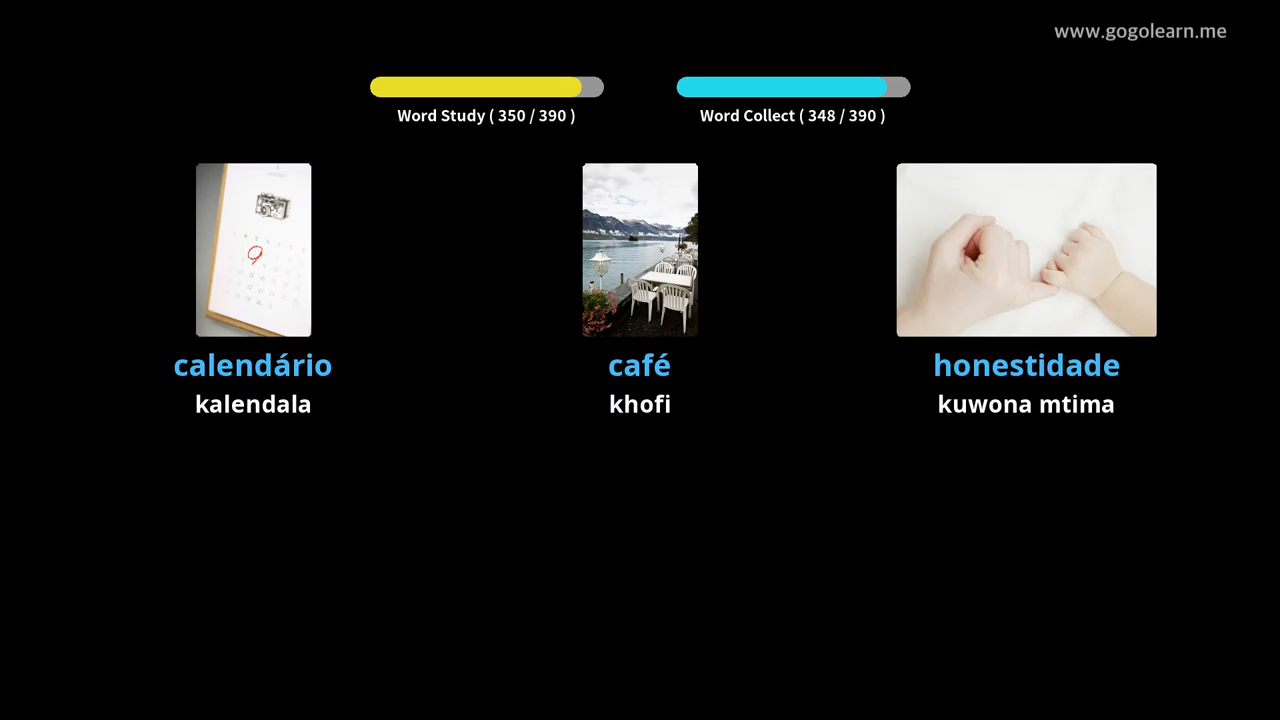 www.gogolearn.me
Word Study ( 350 / 390 )
Word Collect ( 348 / 390 )
calendário
café
honestidade
kalendala
khofi
kuwona mtima